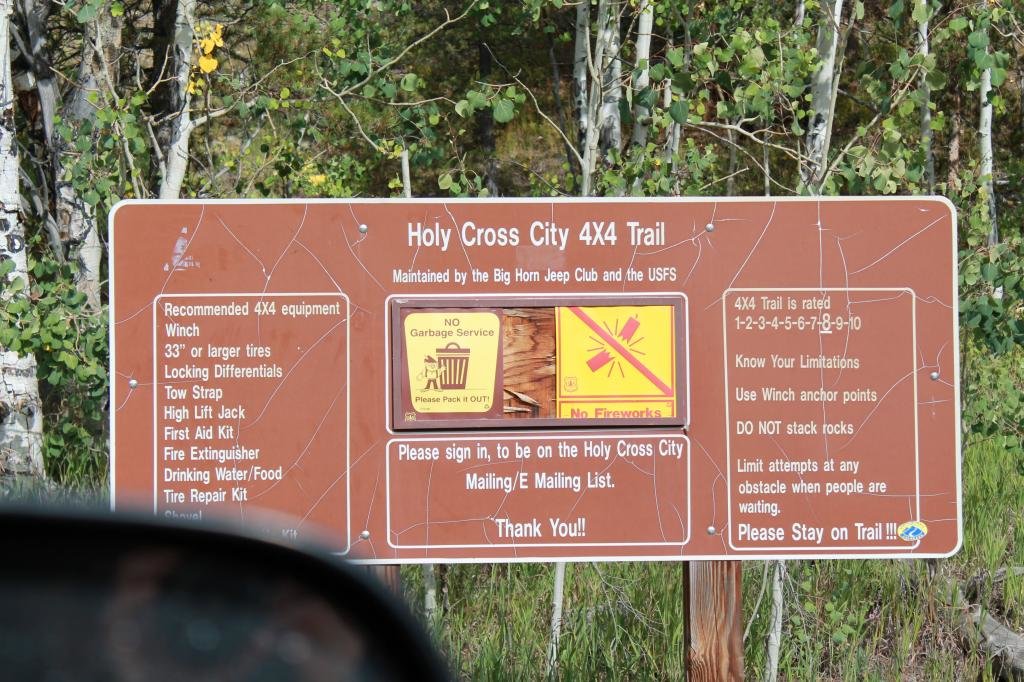 Holy Cross City 4X4 Trail
Maintained by the Big Horn Jeep Club and the USFS
Recommended 4X4 equipment
Winch
33" or larger tires
Locking Differentials
Tow Strap
High Lift Jack
First Aid Kit
Fire Extinguisher
Drinking Water/Food
Tire Repair Kit
Shovel
Kit
NO
Garbage Service
Please Pack it OUT!
No Fireworks
Please sign in, to be on the Holy Cross City
Mailing/E Mailing List.
Thank You!!
4X4 Trail is rated
1-2-3-4-5-6-7-8-9-10
Know Your Limitations
Use Winch anchor points
DO NOT stack rocks
Limit attempts at any
obstacle when people are
waiting.
Please Stay on Trail !!!